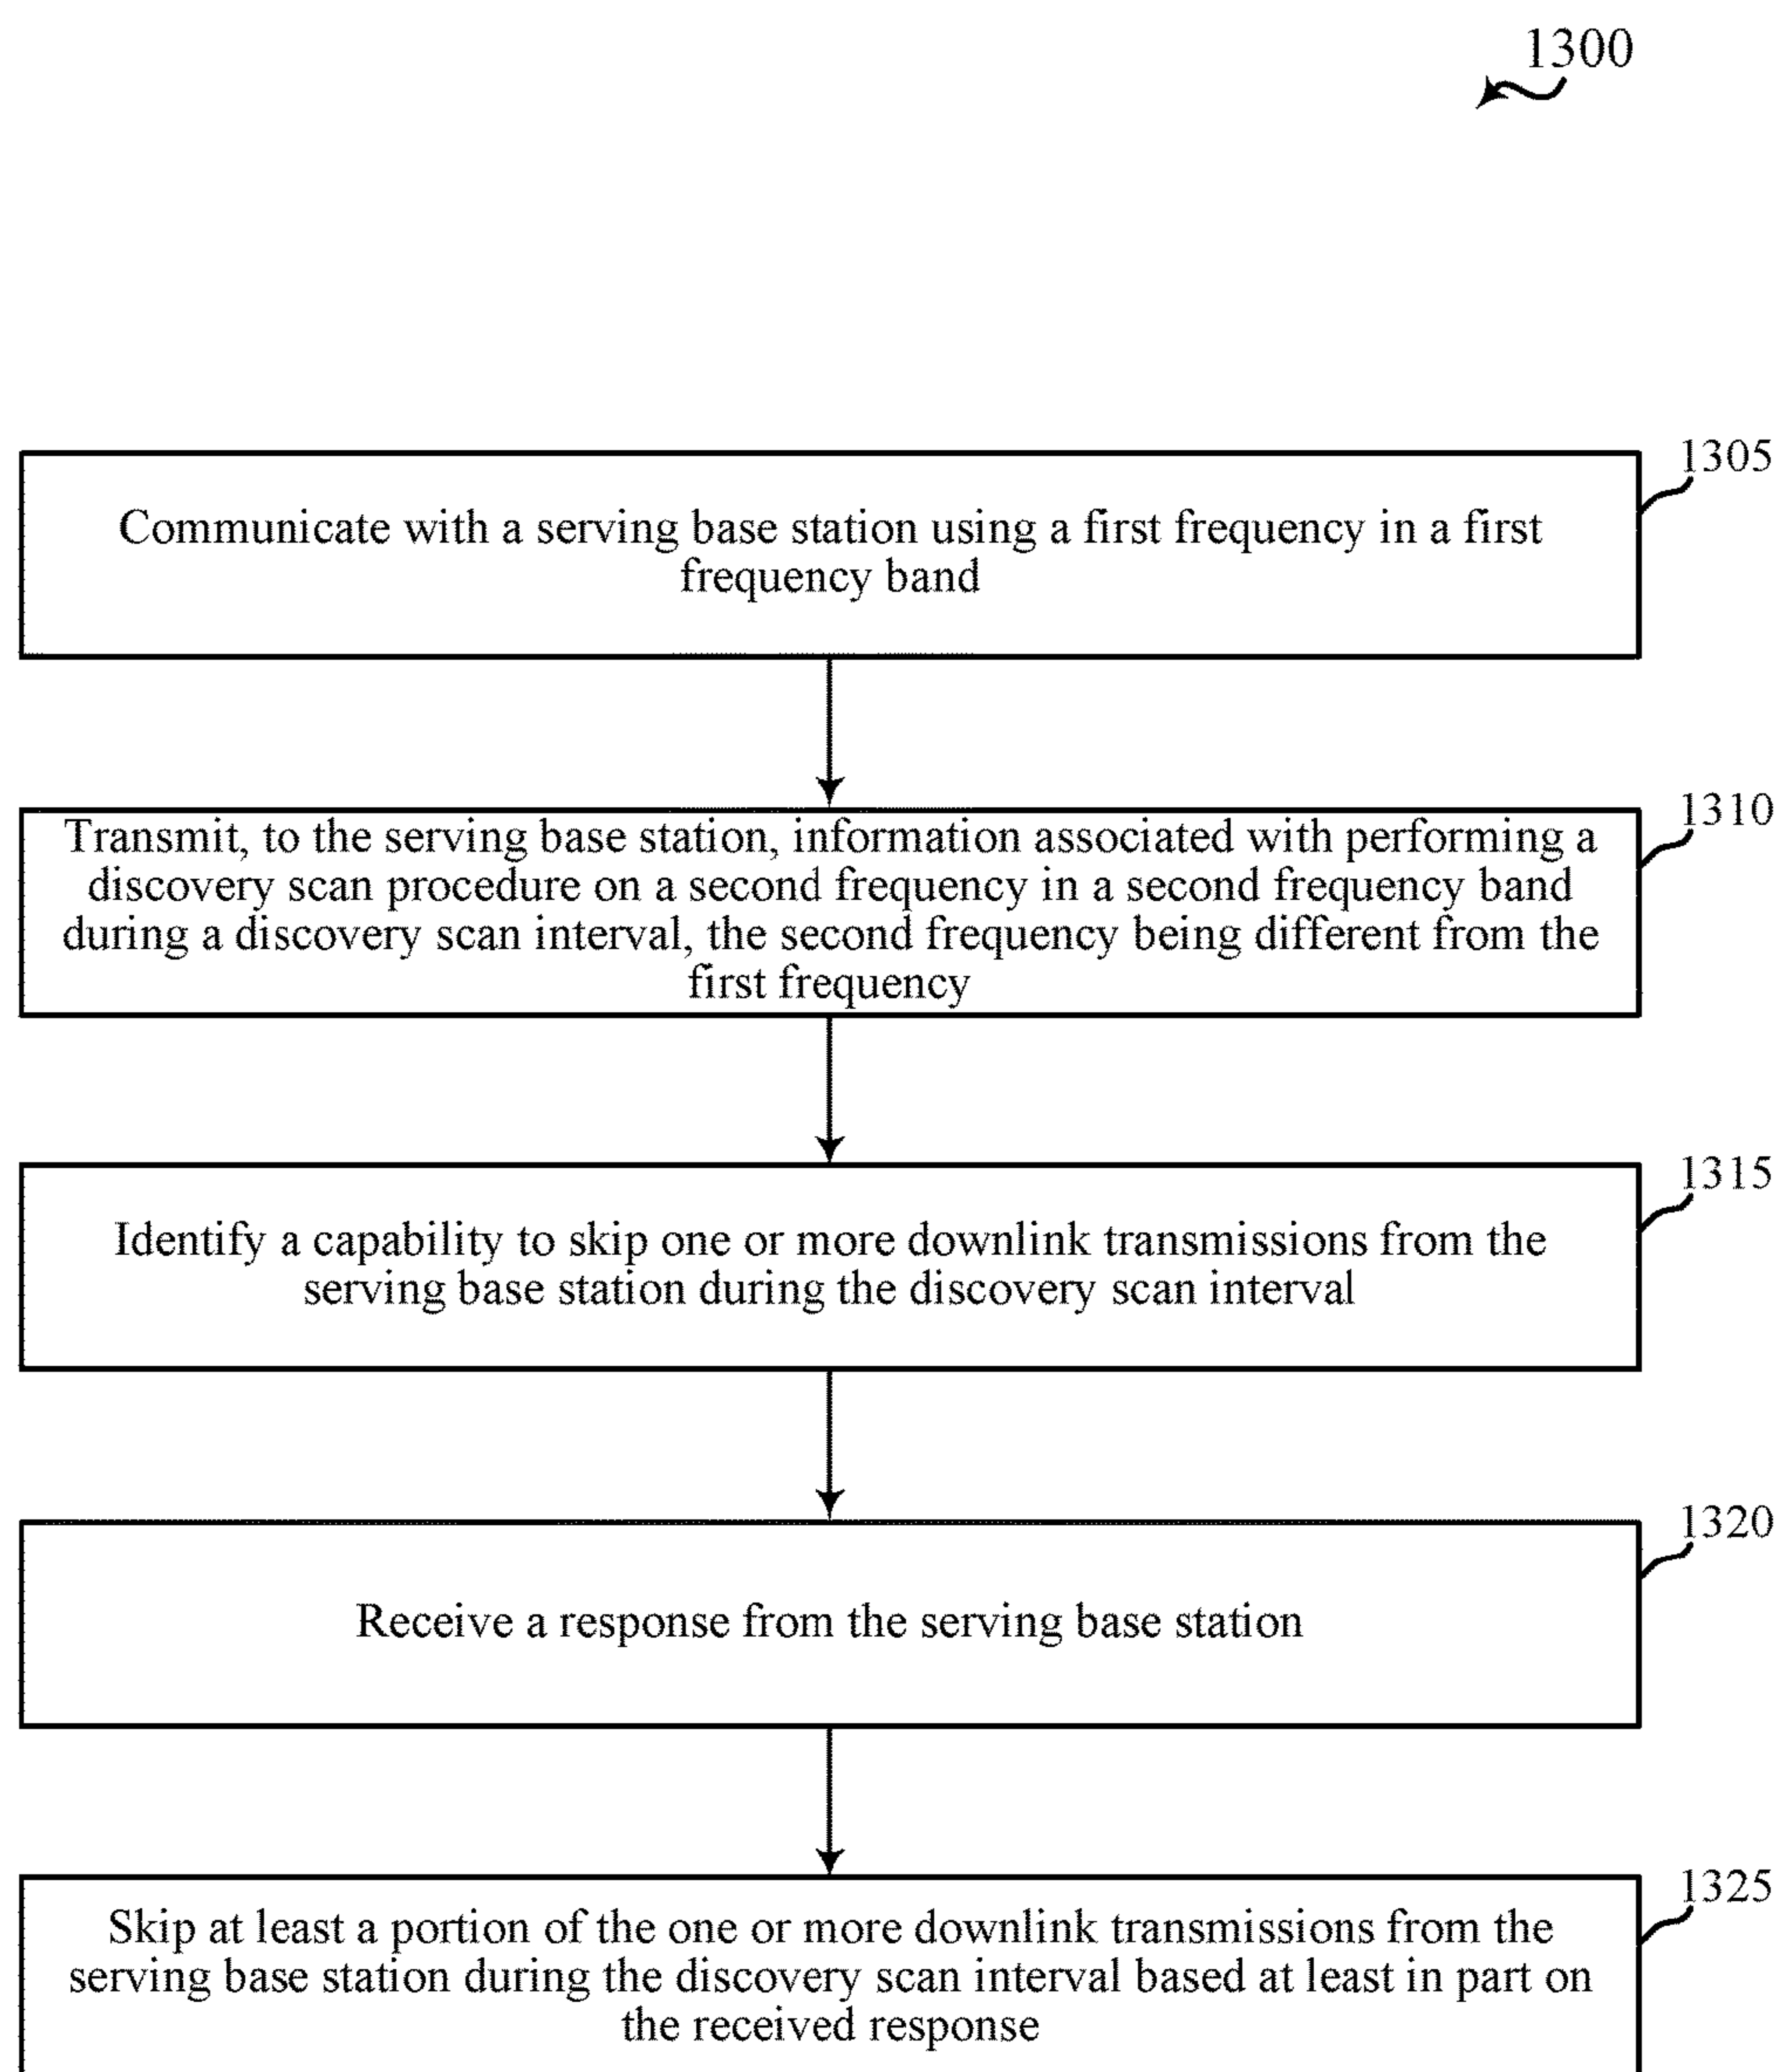 1300
1305
Communicate with a serving base station using a first frequency in a first
frequency band
1310
Transmit, to the serving base station, information associated with performing a
discovery scan procedure on a second frequency in a second frequency band
during a discovery scan interval, the second frequency being different from the
first frequency
1315
Identify a capability to skip one or more downlink transmissions from the
serving base station during the discovery scan interval
1320
Receive a response from the serving base station
1325
Skip at least a portion of the one or more downlink transmissions from the
serving base station during the discovery scan interval based at least in part on
the received response